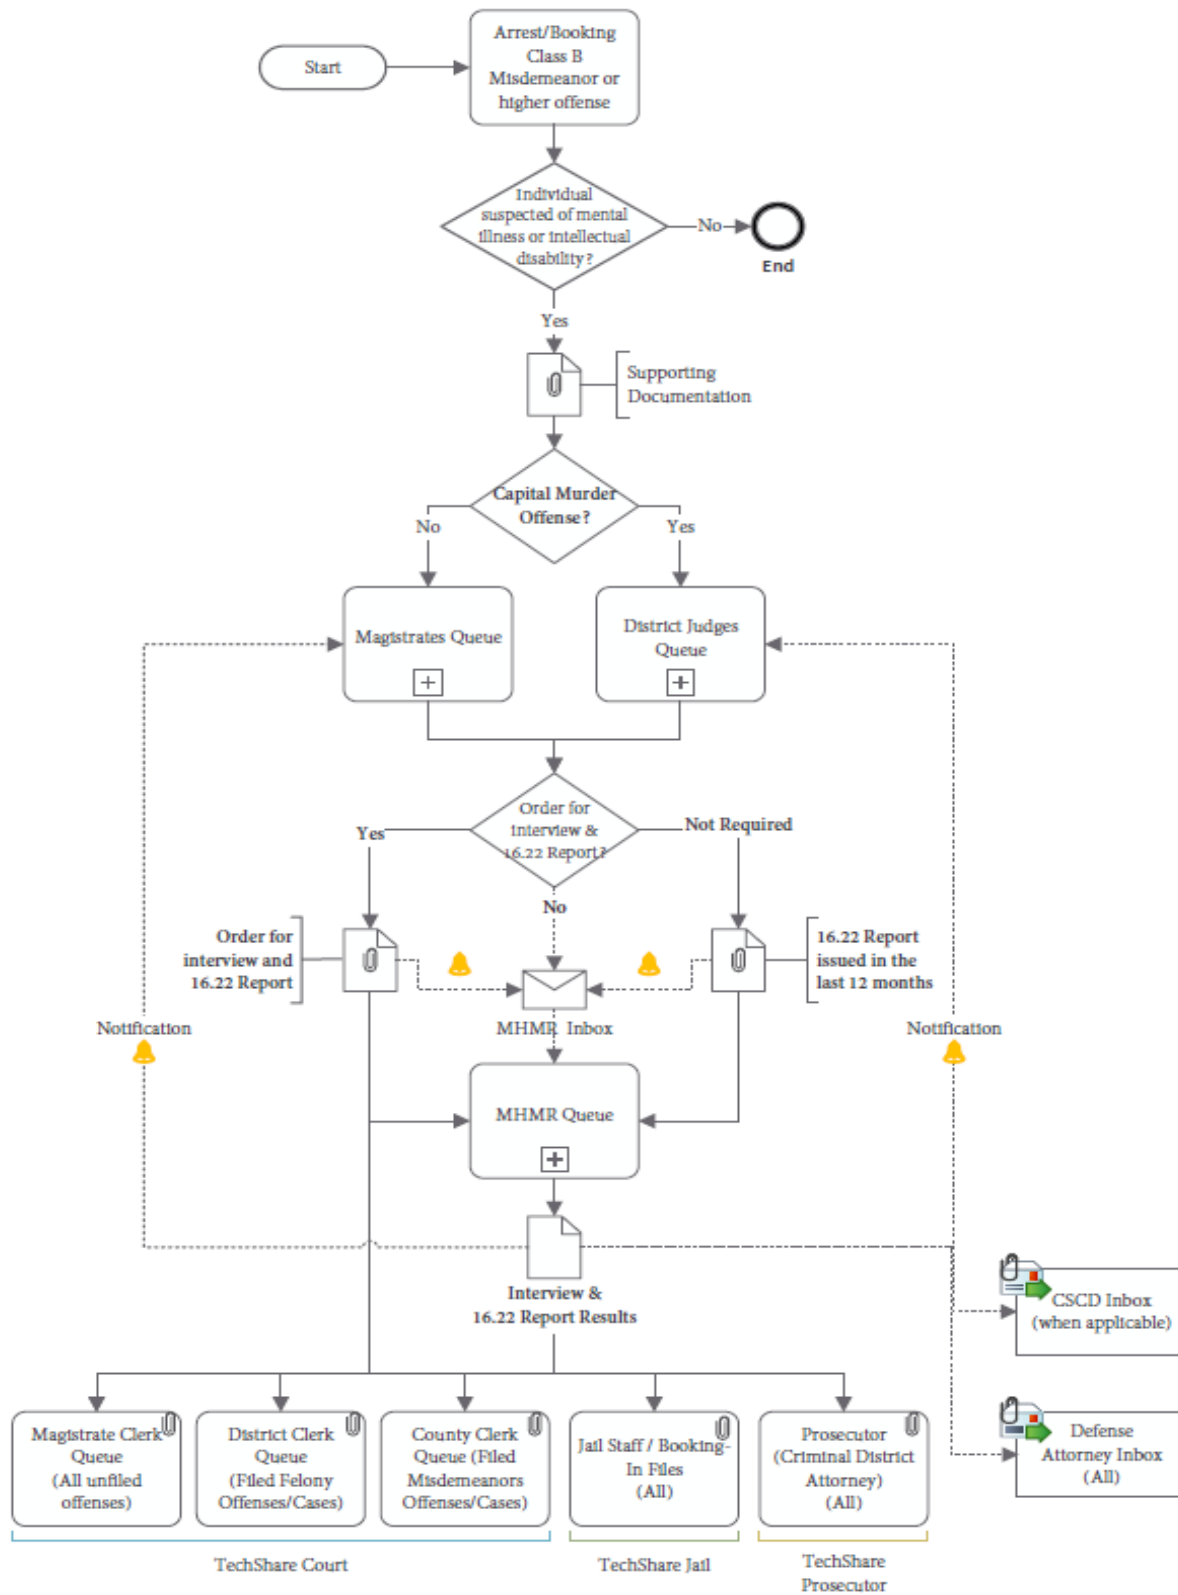 Start
Arrest/Booking
Class B
Misdemeanor or
higher offense
Individual
suspected of mental
illness or intellectual
disability?
No
End
Yes
Supporting
Documentation
Capital Murder
Offense?
No
Yes
Magistrates Queue
District Judges
Queue
Order for
interview &
16.22 Report?
Yes
Not Required
No
Order for
interview and
16.22 Report
16.22 Report
issued in the
last 12 months
MHMR Inbox
Notification
Notification
MHMR Queue
Interview &
16.22 Report Results
CSCD Inbox
(when applicable)
Defense
Attorney Inbox
(All)
Magistrate Clerk
Queue
(All unfiled
offenses)
District Clerk
Queue
(Filed Felony
Offenses/Cases)
County Clerk
Queue (Filed
Misdemeanors
Offenses/Cases)
Jail Staff / Booking-
In Files
(All)
Prosecutor
(Criminal District
Attorney)
(All)
TechShare Court
TechShare Jail
TechShare
Prosecutor